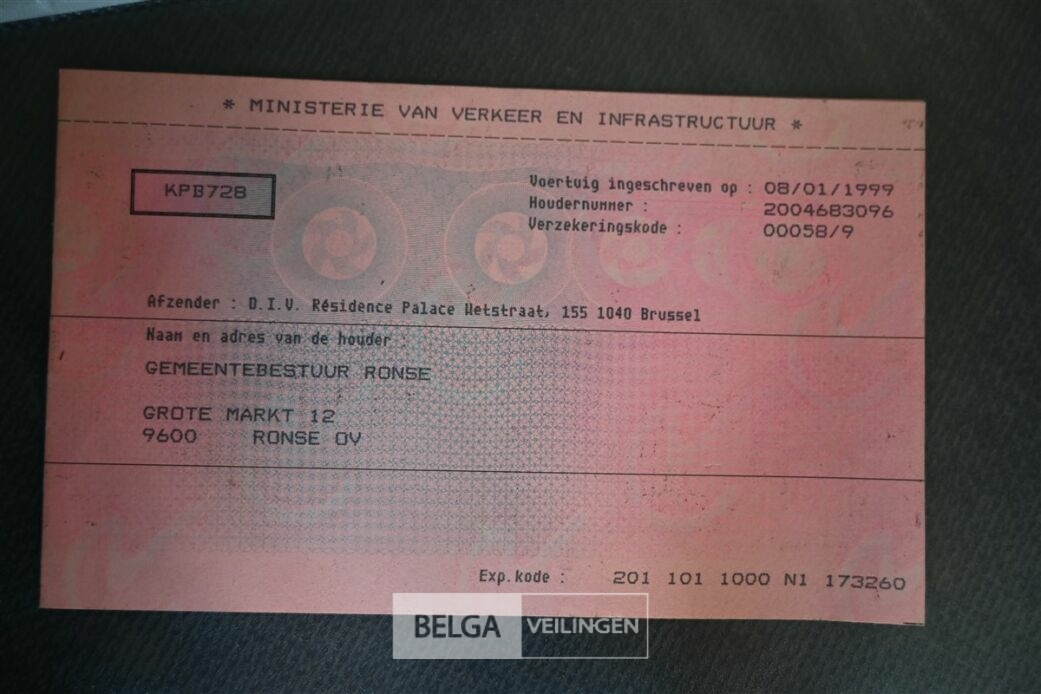 * MINISTERIE VAN VERKEER EN INFRASTRUCTUUR *
KPB728
Voertuig ingeschreven op : 08/01/1999
Houdernummer : 2004683096
Verzekeringskode : 00058/9
Afzender : D.I.V. Résidence Palace Wetstraat, 155 1040 Brussel
Naam en adres van de houder :
GEMEENTEBESTUUR RONSE
GROTE MARKT 12
9600 RONSE OV
Exp.kode : 201 101 1000 N1 173260
BELGA VEILINGEN